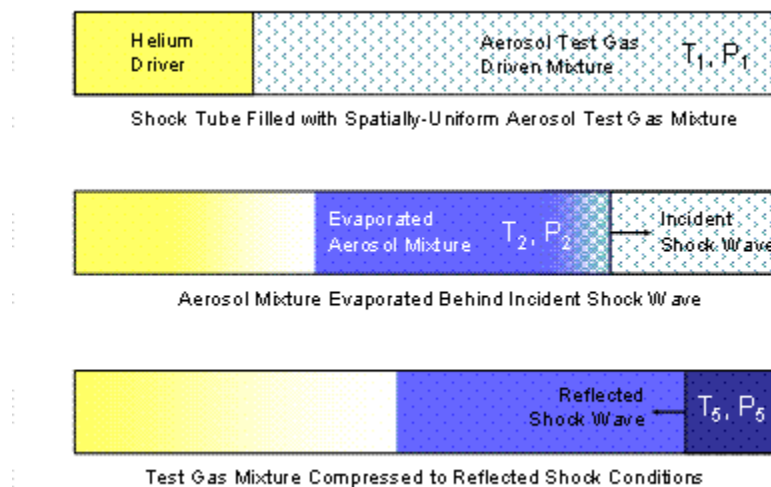 Helium
Driver
Aerosol Test Gas
Driven Mixture
T1, P1
Shock Tube Filled with Spatially-Uniform Aerosol Test Gas Mixture
Evaporated
Aerosol Mixture
T2, P2
Incident
Shock Wave
Aerosol Mixture Evaporated Behind Incident Shock Wave
Reflected
Shock Wave
T5, P5
Test Gas Mixture Compressed to Reflected Shock Conditions